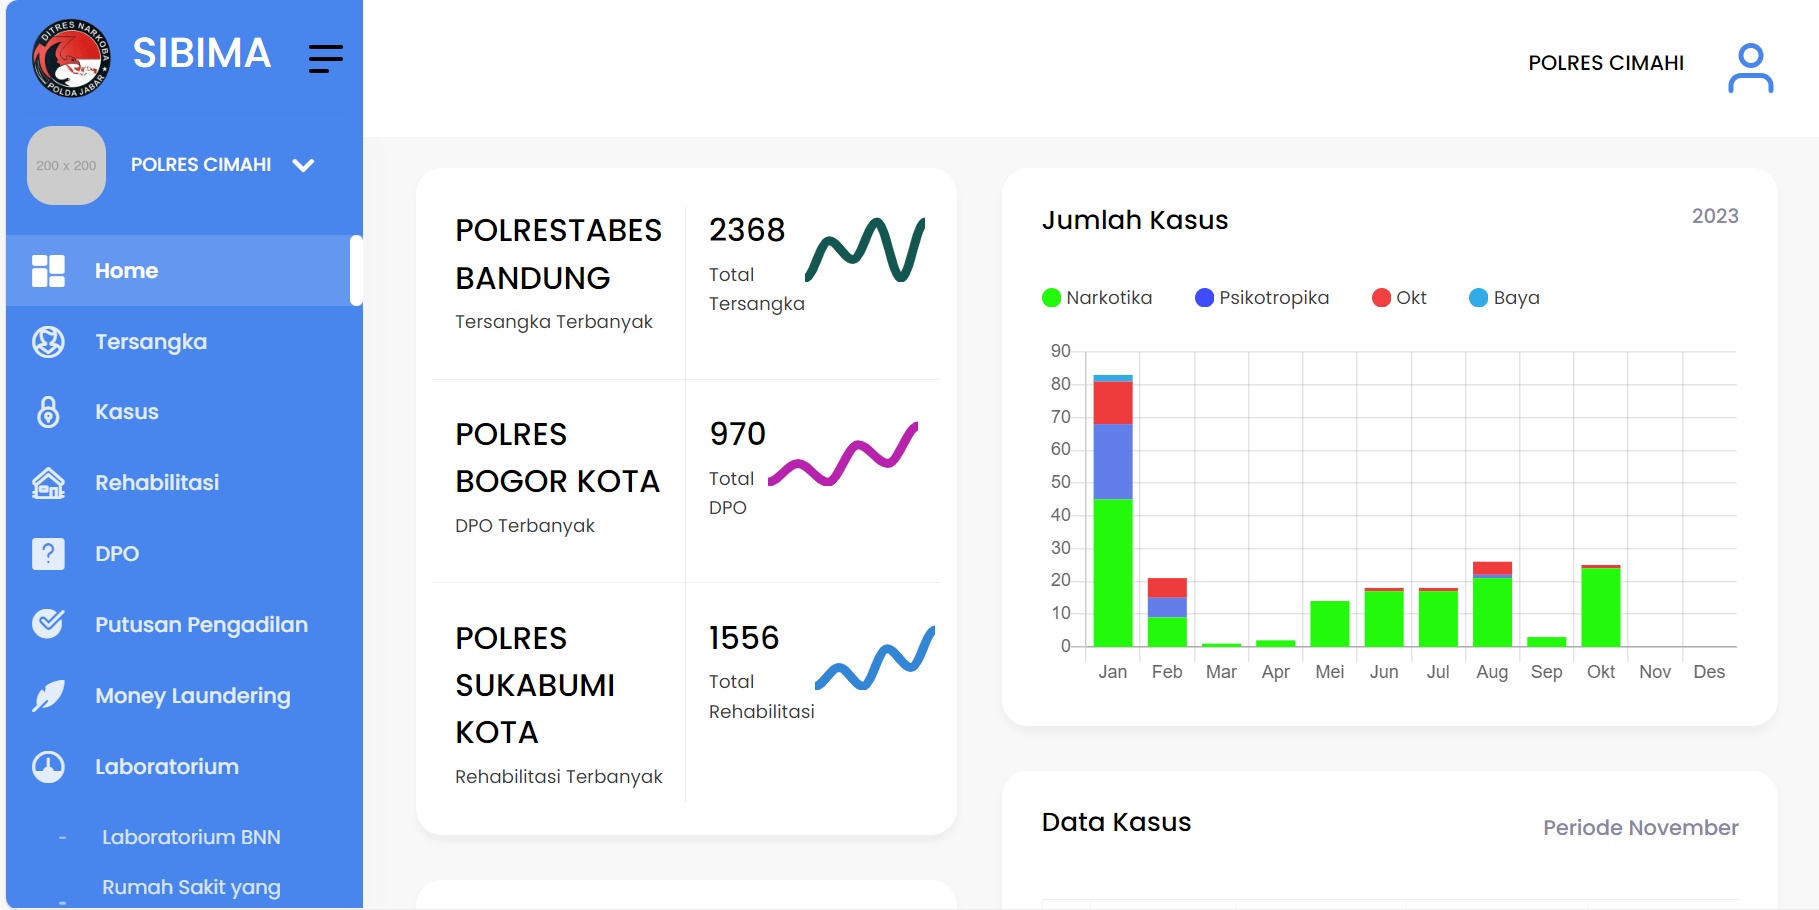 DITRES NARKOBA
POLDA JABAR
SIBIMA
POLRES CIMAHI
200 x 200
POLRES CIMAHI
Home
Tersangka
Kasus
Rehabilitasi
DPO
Putusan Pengadilan
Money Laundering
Laboratorium
- Laboratorium BNN
- Rumah Sakit yang
POLRESTABES
BANDUNG
Tersangka Terbanyak
2368
Total
Tersangka
POLRES
BOGOR KOTA
DPO Terbanyak
970
Total
DPO
POLRES
SUKABUMI
KOTA
Rehabilitasi Terbanyak
1556
Total
Rehabilitasi
Jumlah Kasus
2023
Narkotika Psikotropika Okt Baya
90
80
70
60
50
40
30
20
10
0
Jan Feb Mar Apr Mei Jun Jul Aug Sep Okt Nov Des
Data Kasus
Periode November